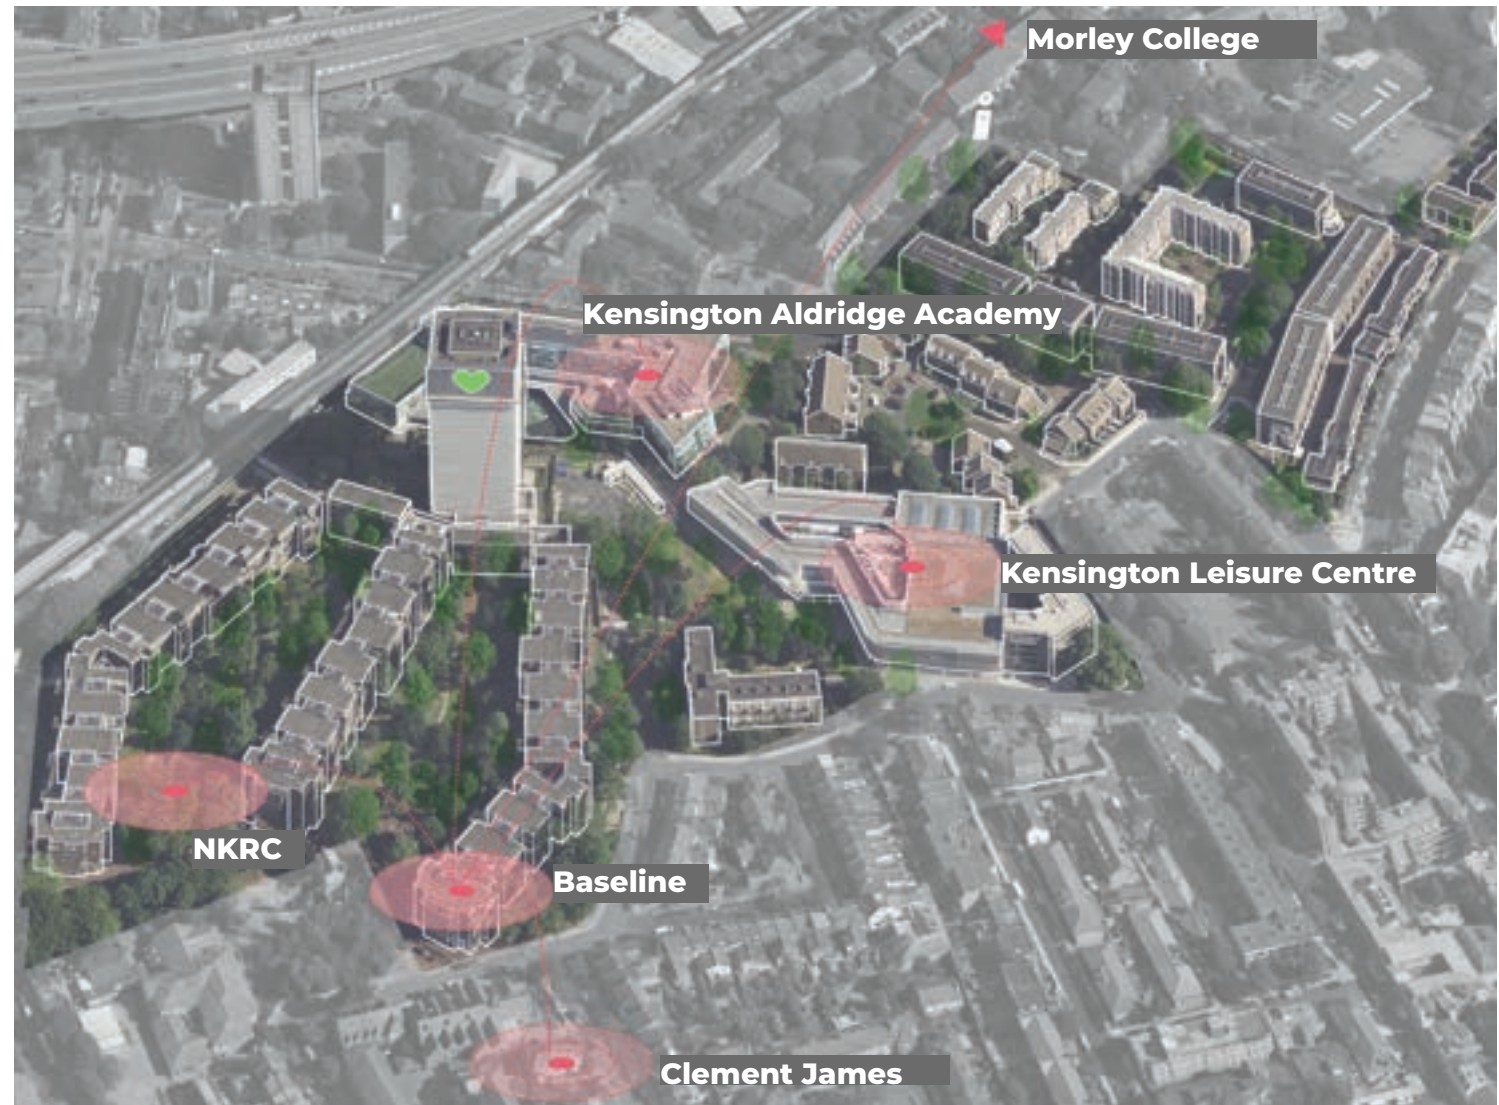 Morley College
Kensington Aldridge Academy
Kensington Leisure Centre
NKRC
Baseline
Clement James